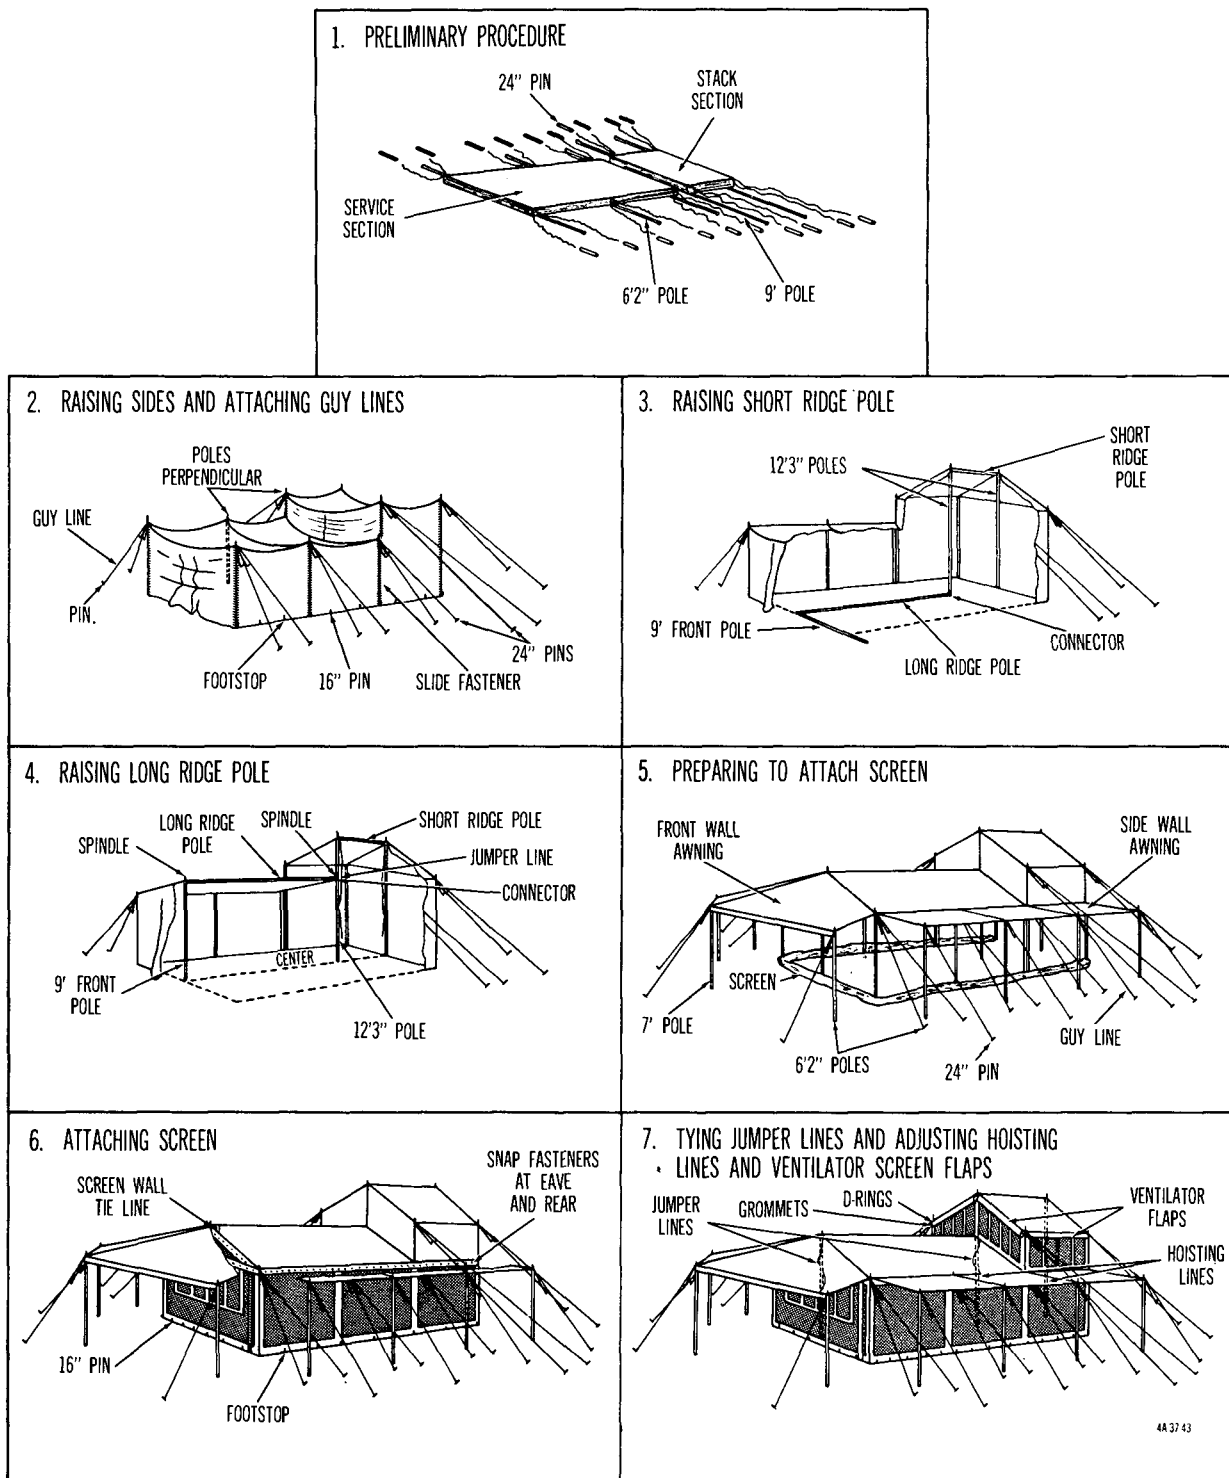 1. PRELIMINARY PROCEDURE
24" PIN
STACK
SECTION
SERVICE
SECTION
6'2" POLE
9' POLE
2. RAISING SIDES AND ATTACHING GUY LINES
POLES
PERPENDICULAR
GUY LINE
PIN.
FOOTSTOP
16" PIN
SLIDE FASTENER
24" PINS
3. RAISING SHORT RIDGE POLE
SHORT
RIDGE
POLE
12'3" POLES
9' FRONT POLE
CONNECTOR
LONG RIDGE POLE
4. RAISING LONG RIDGE POLE
SPINDLE
LONG RIDGE
POLE
SPINDLE
SHORT RIDGE POLE
JUMPER LINE
CONNECTOR
CENTER
9' FRONT
POLE
12'3" POLE
5. PREPARING TO ATTACH SCREEN
FRONT WALL
AWNING
SIDE WALL
AWNING
SCREEN
7' POLE
6'2" POLES
24" PIN
GUY LINE
6. ATTACHING SCREEN
SCREEN WALL
TIE LINE
SNAP FASTENERS
AT EAVE
AND REAR
16" PIN
FOOTSTOP
7. TYING JUMPER LINES AND ADJUSTING HOISTING
LINES AND VENTILATOR SCREEN FLAPS
JUMPER
LINES
GROMMETS
D-RINGS
VENTILATOR
FLAPS
HOISTING
LINES
4A 37 43